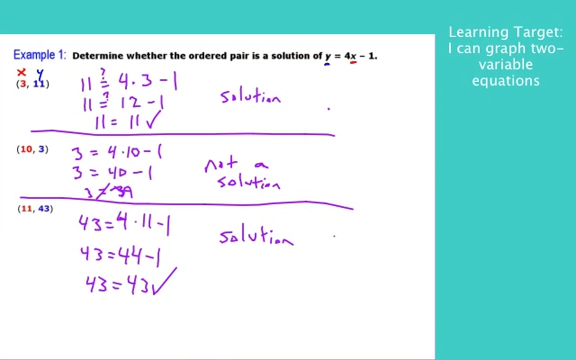 Learning Target:
I can graph two-
variable
equations
Example 1: Determine whether the ordered pair is a solution of y = 4x – 1.
x y
(3, 11)
11 ≟ 4 · 3 – 1
11 ≟ 12 – 1
11 = 11 ✓
solution
(10, 3)
3 = 4 · 10 – 1
3 = 40 – 1
3 ≠ 39
not a
solution
(11, 43)
43 = 4 · 11 – 1
43 = 44 – 1
43 = 43 ✓
solution